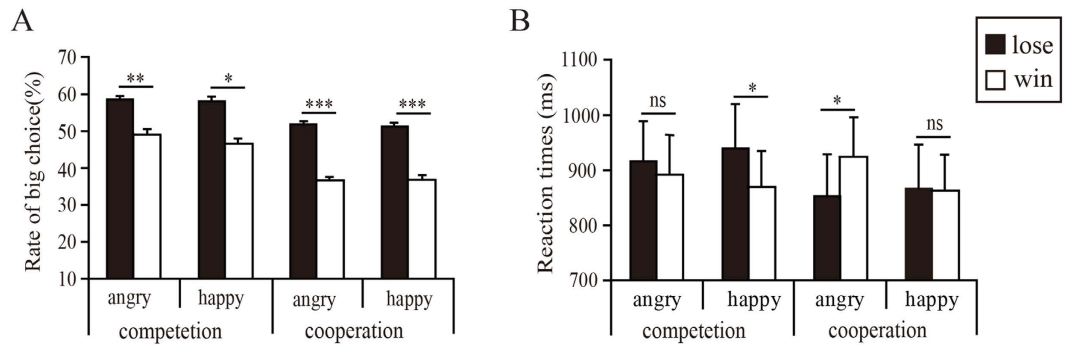 A
Rate of big choice(%)
70
60
50
40
30
20
10
**
*
***
***
angry
happy
angry
happy
competetion
cooperation
B
Reaction times (ms)
1100
1000
900
800
700
ns
*
*
ns
angry
happy
angry
happy
competetion
cooperation
lose
win